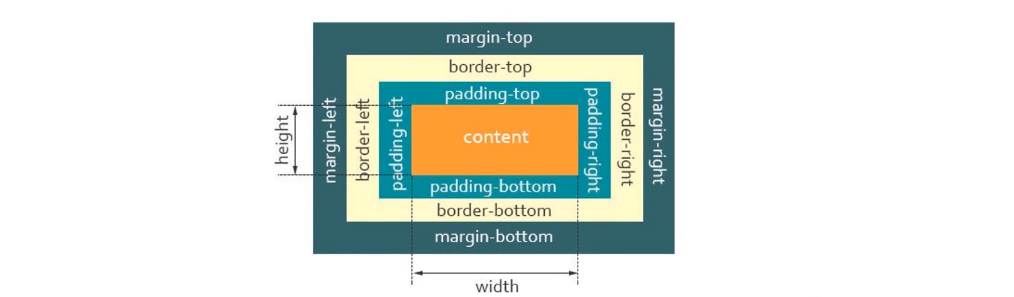 margin-top
border-top
padding-top
height
margin-left
border-left
padding-left
content
padding-right
border-right
margin-right
padding-bottom
border-bottom
margin-bottom
width